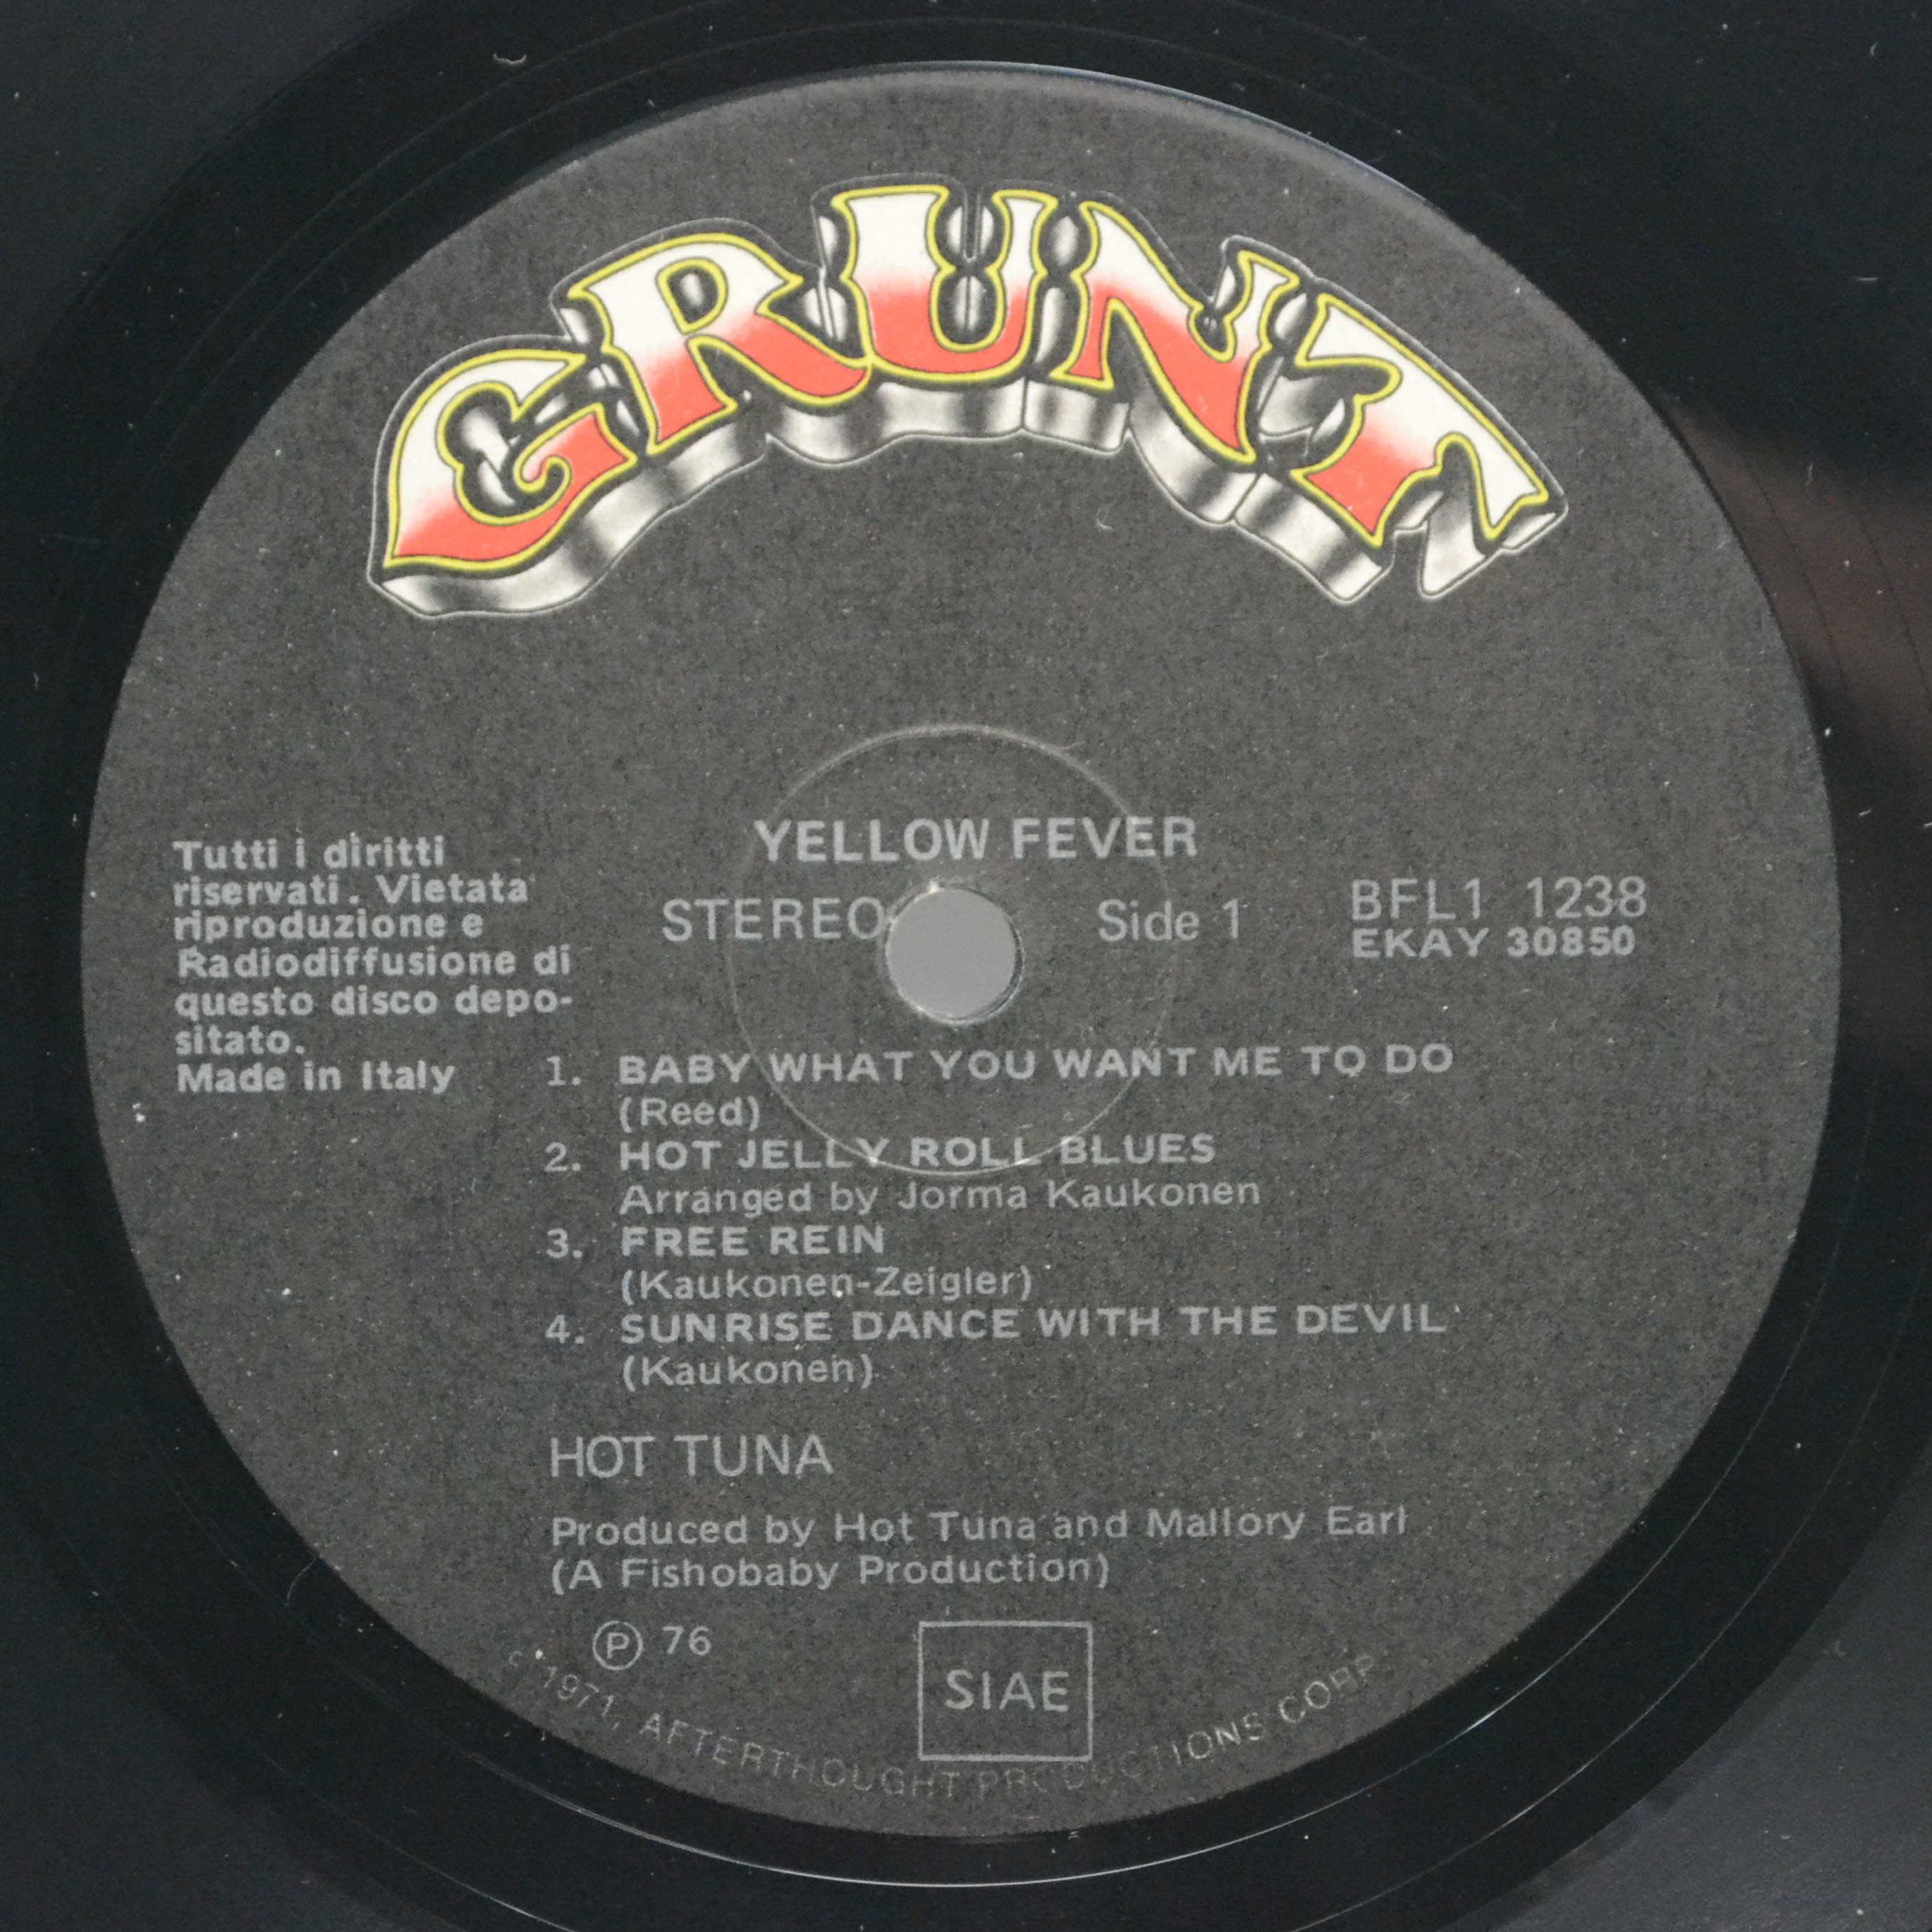 GRUNT
YELLOW FEVER
STEREO Side 1
BFL1 1238
EKAY 30850
Tutti i diritti
riservati. Vietata
riproduzione e
Radiodiffusione di
questo disco depo-
sitato.
Made in Italy
1. BABY WHAT YOU WANT ME TO DO
(Reed)
2. HOT JELLY ROLL BLUES
Arranged by Jorma Kaukonen
3. FREE REIN
(Kaukonen-Zeigler)
4. SUNRISE DANCE WITH THE DEVIL
(Kaukonen)
HOT TUNA
Produced by Hot Tuna and Mallory Earl
(A Fishobaby Production)
Ⓟ 76
SIAE
c 1971, AFTERTHOUGHT PRODUCTIONS CORP